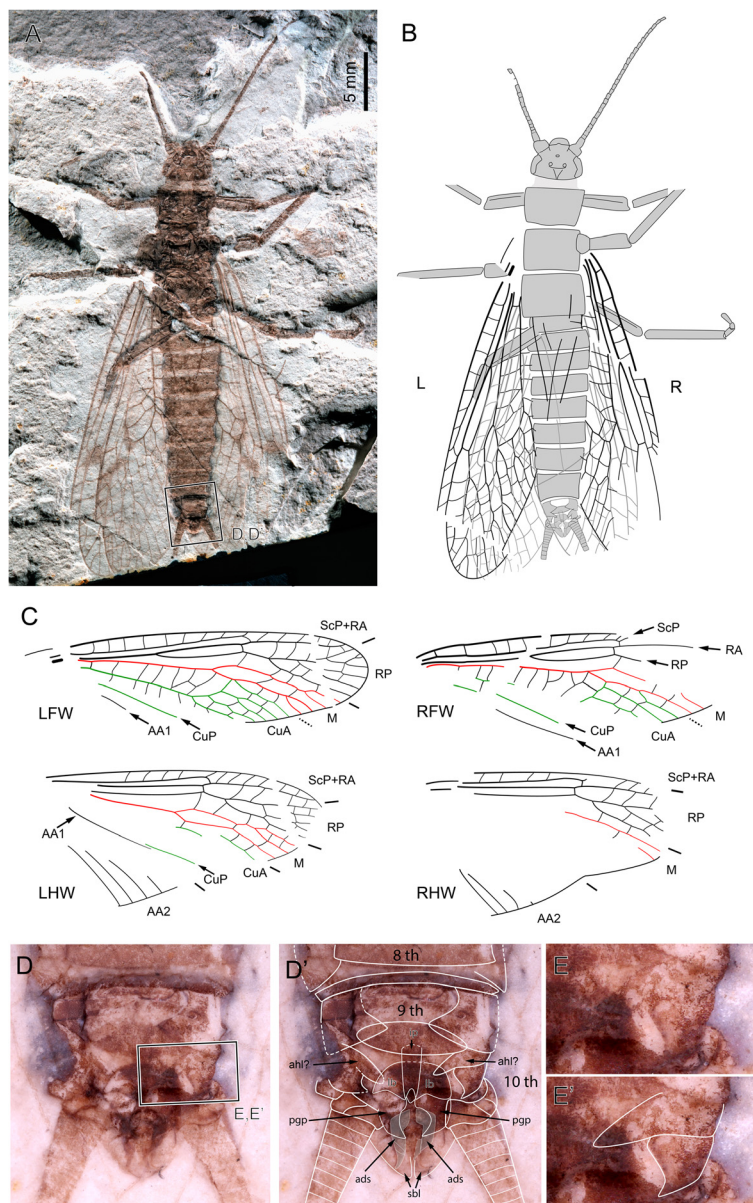 A
5 mm
D,D'
B
L
R
C
ScP+RA
RP
M
CuA
CuP
AA1
LFW
ScP
RA
RP
M
CuA
CuP
AA1
RFW
ScP+RA
RP
M
CuA
CuP
AA1
AA2
LHW
ScP+RA
RP
M
AA2
RHW
D
E,E'
D'
8 th
9 th
ahl?
ahl?
10 th
lb
pgp
pgp
ads
ads
sbl
E
E'